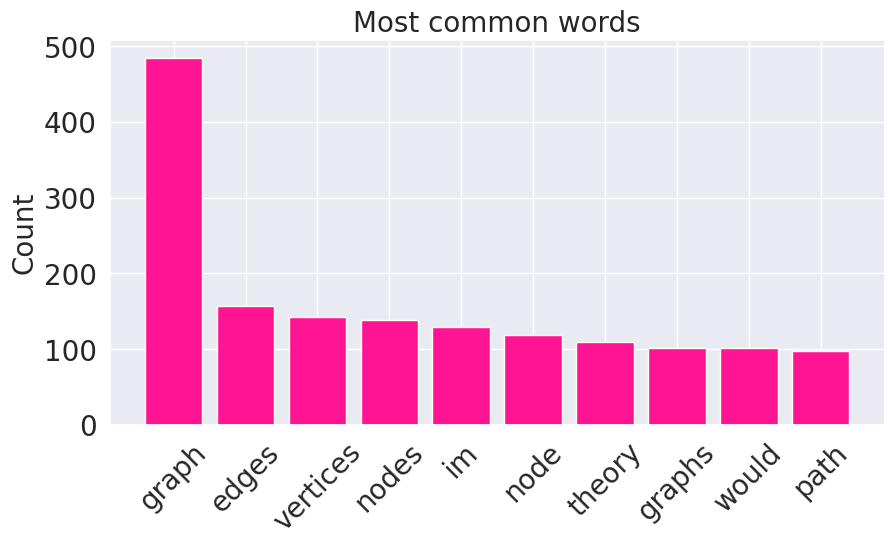 Most common words
Count
500
400
300
200
100
0
graph
edges
vertices
nodes
im
node
theory
graphs
would
path